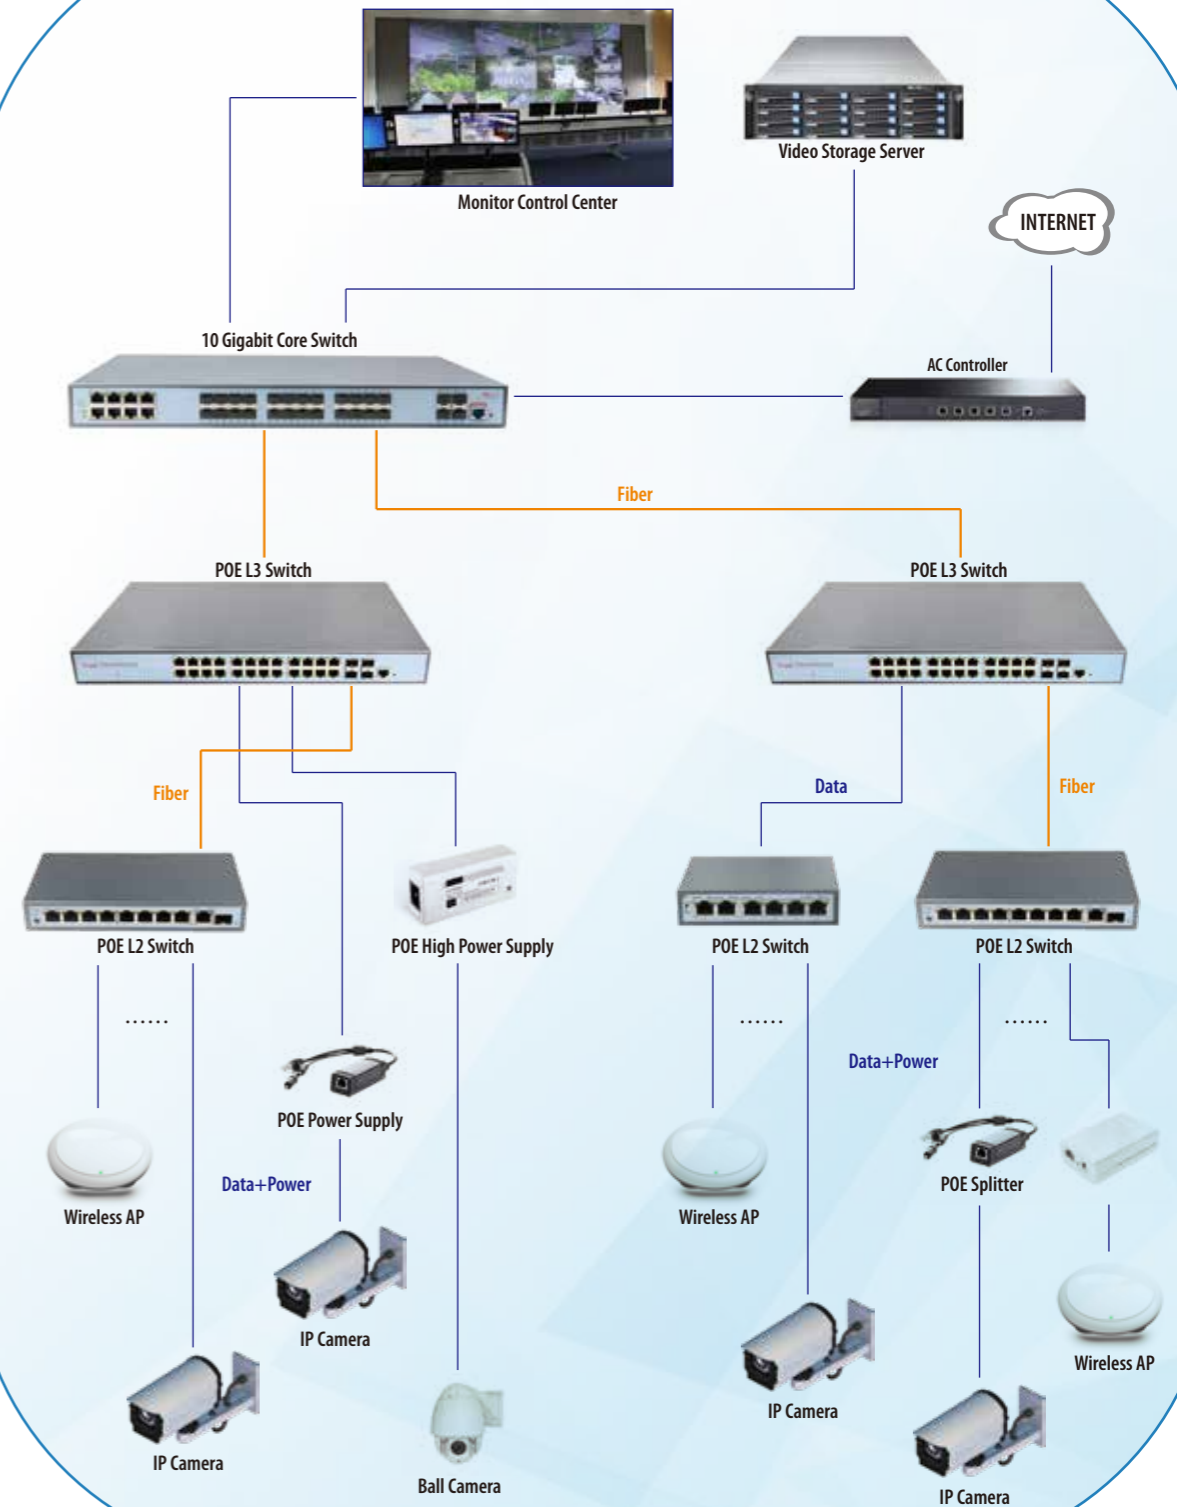 Monitor Control Center
Video Storage Server
INTERNET
10 Gigabit Core Switch
AC Controller
Fiber
POE L3 Switch
POE L3 Switch
Fiber
Data
Fiber
POE L2 Switch
POE High Power Supply
POE L2 Switch
POE L2 Switch
......
......
......
Data+Power
POE Power Supply
Data+Power
POE Splitter
Wireless AP
Wireless AP
IP Camera
Wireless AP
IP Camera
IP Camera
Ball Camera
IP Camera